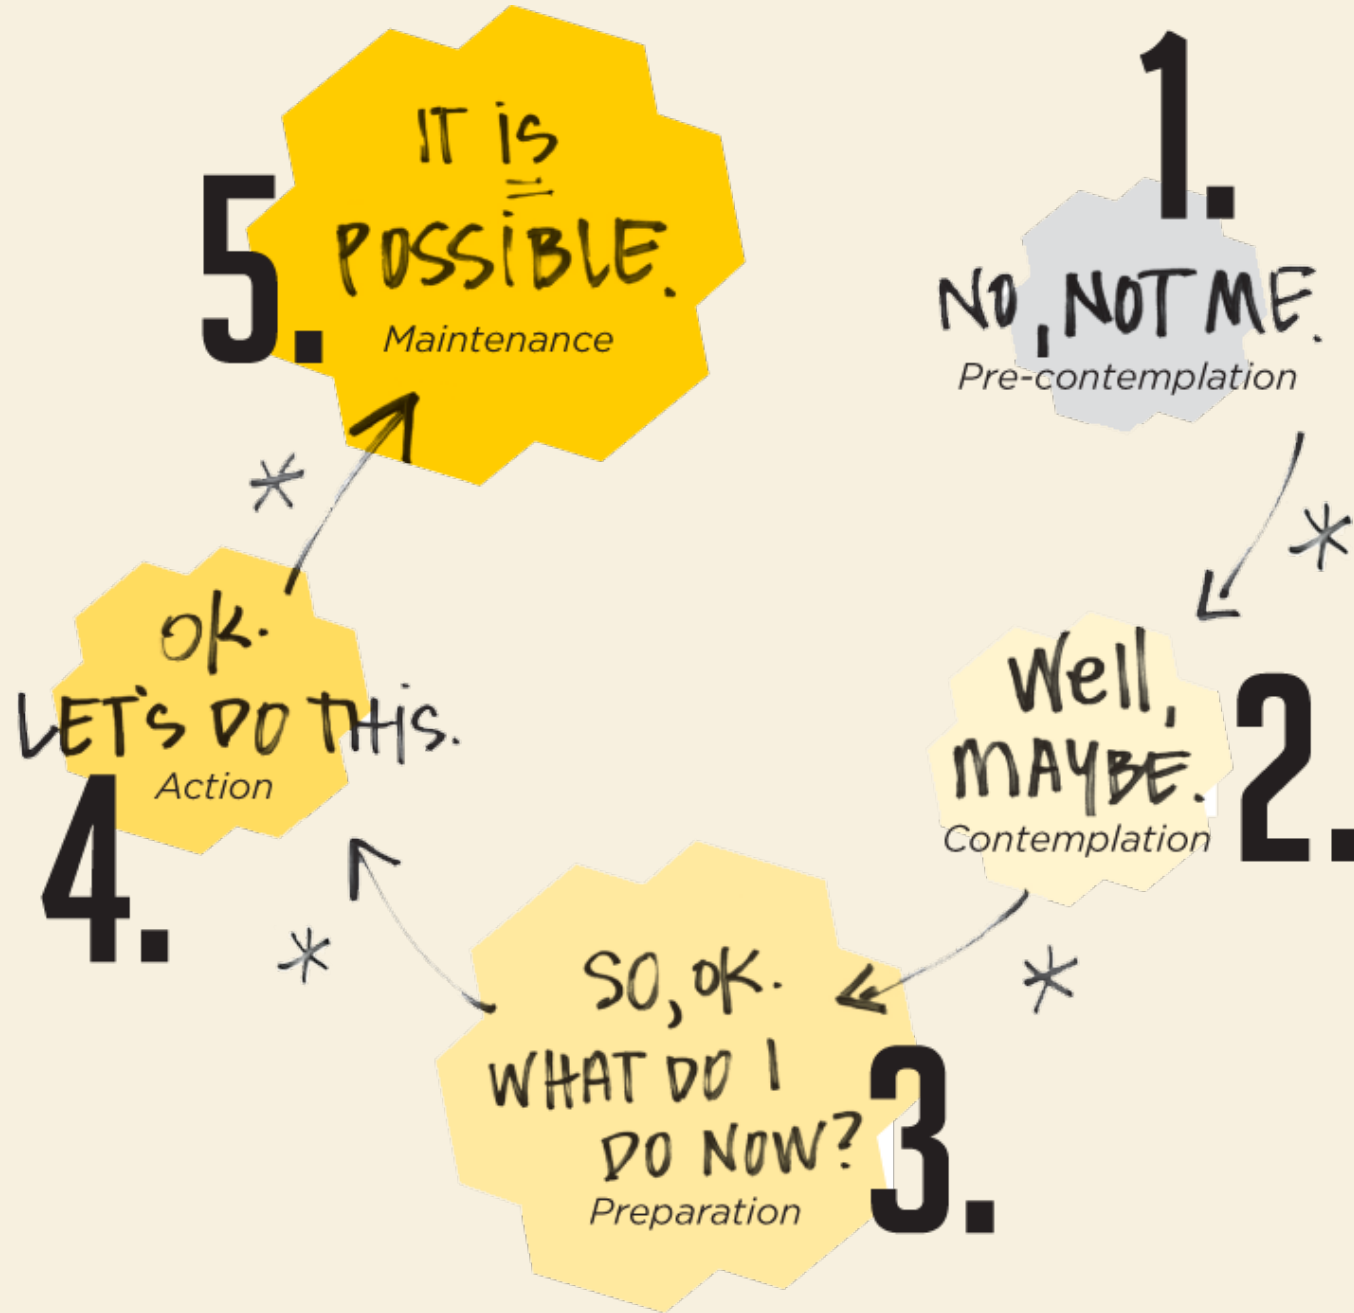 1.
NO, NOT ME.
Pre-contemplation
*
Well,
MAYBE.
Contemplation
2.
*
SO, OK.
WHAT DO I
DO NOW?
Preparation
3.
*
OK.
LET'S DO THIS.
Action
4.
*
IT is
POSSIBLE.
Maintenance
5.